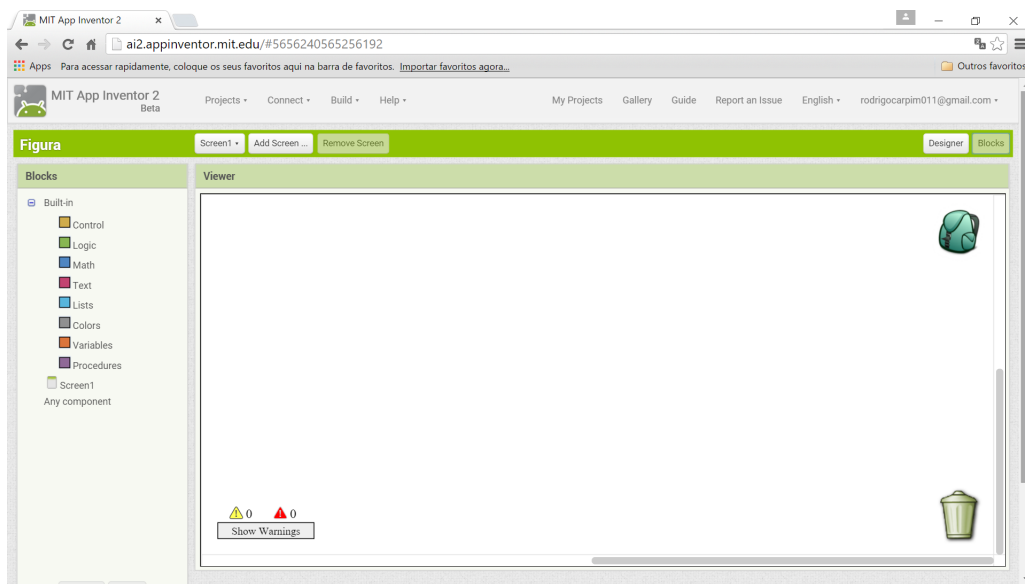 MIT App Inventor 2
ai2.appinventor.mit.edu/#5656240565256192
Apps Para acessar rapidamente, coloque os seus favoritos aqui na barra de favoritos. Importar favoritos agora... Outros favoritos
MIT App Inventor 2
Beta
Projects Connect Build Help My Projects Gallery Guide Report an Issue English rodrigocarpim011@gmail.com
Figura Screen1 Add Screen ... Remove Screen Designer Blocks
Blocks Viewer
Built-in
Control
Logic
Math
Text
Lists
Colors
Variables
Procedures
Screen1
Any component
0 0
Show Warnings